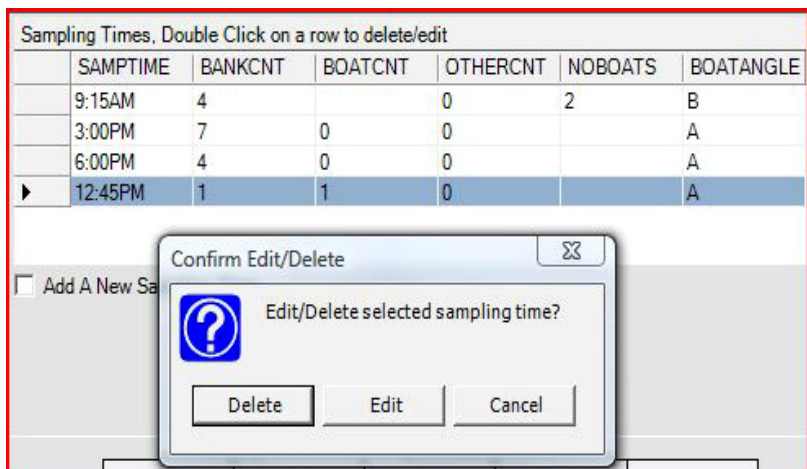 Sampling Times, Double Click on a row to delete/edit
SAMPTIME BANKCNT BOATCNT OTHERCNT NOBOATS BOATANGLE
9:15AM 4 0 2 B
3:00PM 7 0 0 A
6:00PM 4 0 0 A
12:45PM 1 1 0 A
Confirm Edit/Delete
Add A New Sa
Edit/Delete selected sampling time?
Delete Edit Cancel